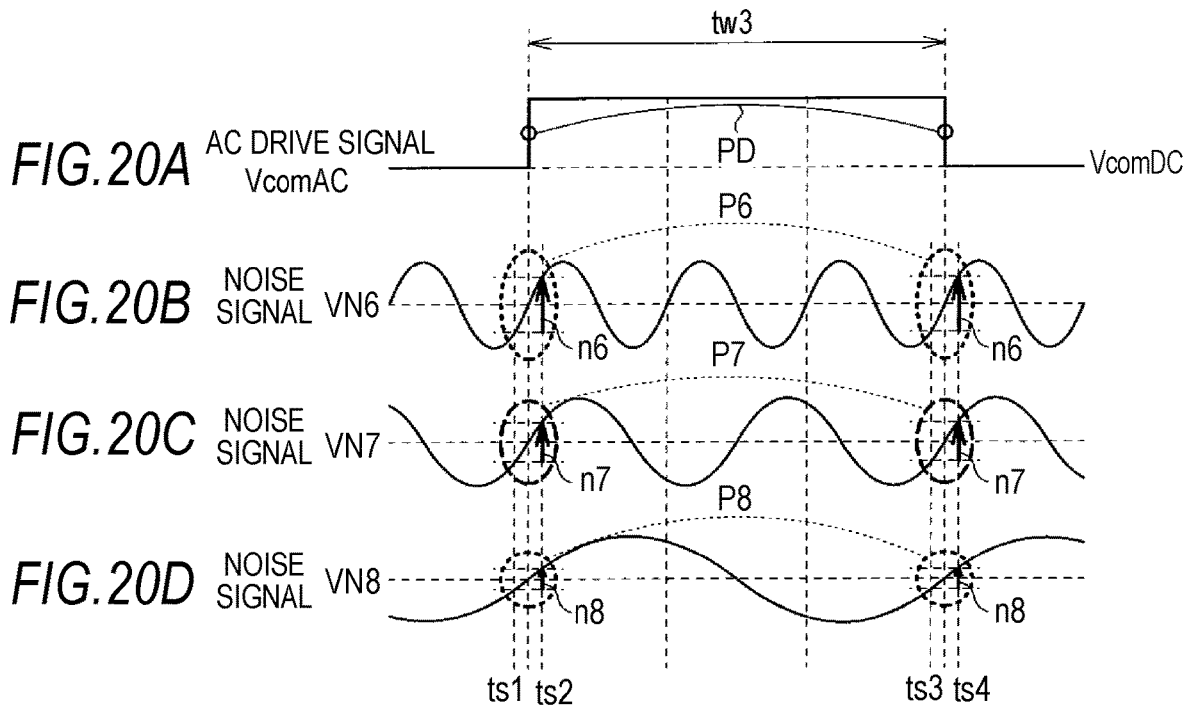 tw3
FIG.20A
AC DRIVE SIGNAL
VcomAC
PD
VcomDC
P6
FIG.20B
NOISE
SIGNAL VN6
n6
n6
P7
FIG.20C
NOISE
SIGNAL VN7
n7
n7
P8
FIG.20D
NOISE
SIGNAL VN8
n8
n8
ts1 ts2
ts3 ts4